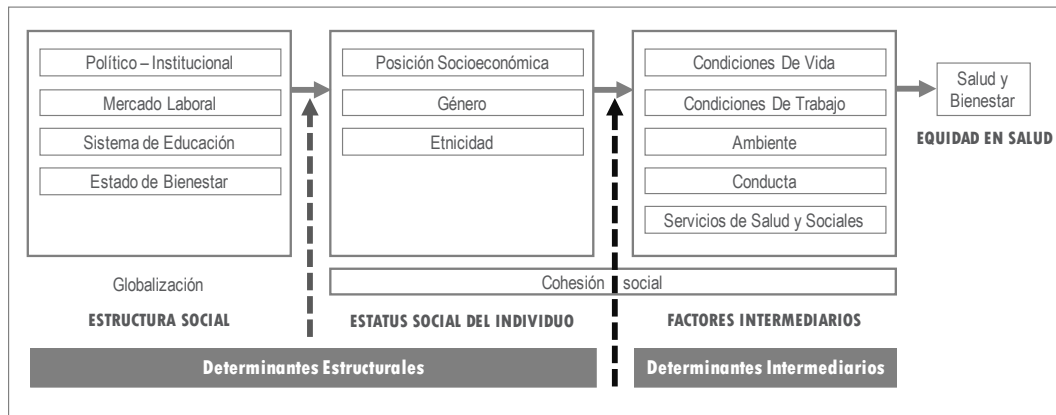 Político – Institucional
Mercado Laboral
Sistema de Educación
Estado de Bienestar
Posición Socioeconómica
Género
Etnicidad
Condiciones De Vida
Condiciones De Trabajo
Ambiente
Conducta
Servicios de Salud y Sociales
Salud y
Bienestar
EQUIDAD EN SALUD
Globalización
Cohesión social
ESTRUCTURA SOCIAL
ESTATUS SOCIAL DEL INDIVIDUO
FACTORES INTERMEDIARIOS
Determinantes Estructurales
Determinantes Intermediarios